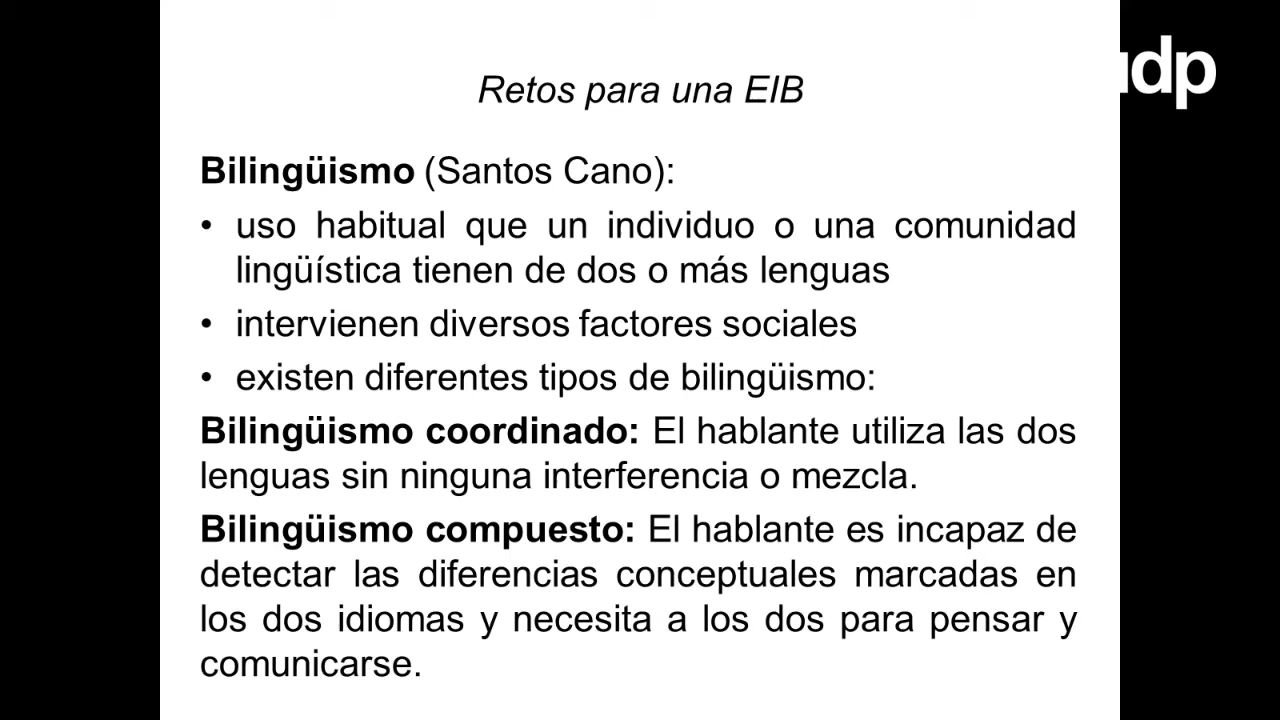 Retos para una EIB
udp
Bilingüismo (Santos Cano):
• uso habitual que un individuo o una comunidad
lingüística tienen de dos o más lenguas
• intervienen diversos factores sociales
• existen diferentes tipos de bilingüismo:
Bilingüismo coordinado: El hablante utiliza las dos
lenguas sin ninguna interferencia o mezcla.
Bilingüismo compuesto: El hablante es incapaz de
detectar las diferencias conceptuales marcadas en
los dos idiomas y necesita a los dos para pensar y
comunicarse.